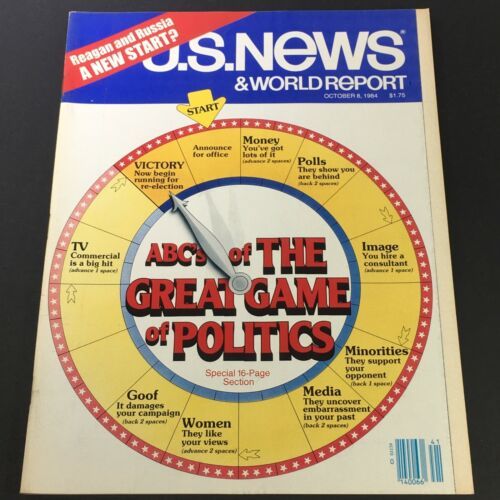 Reagan and Russia
A NEW START?
U.S.NEWS
& WORLD REPORT
OCTOBER 8, 1984 $1.75
START
Announce
for office
Money
You've got
lots of it
(advance 2 spaces)
Polls
They show you
are behind
(back 2 spaces)
Image
You hire a
consultant
(advance 1 space)
Minorities
They support
your
opponent
(back 1 space)
Media
They uncover
embarrassment
in your past
(back 2 spaces)
Women
They like
your views
(advance 2 spaces)
Goof
It damages
your campaign
(back 2 spaces)
TV
Commercial
is a big hit
(advance 1 space)
VICTORY
Now begin
running for
re-election
ABC's of THE
GREAT GAME
of POLITICS
Special 16-Page
Section
41
140066